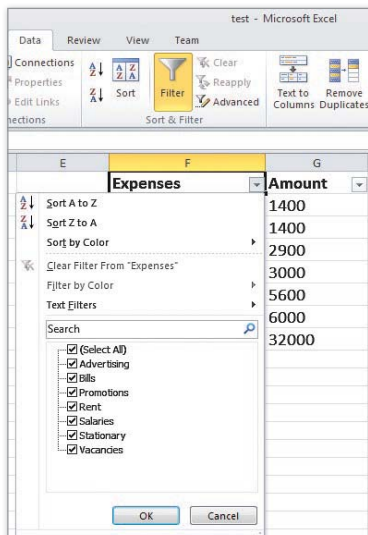 test - Microsoft Excel
Data Review View Team
Connections
Properties
Edit Links
nections
Sort
Filter
Clear
Reapply
Advanced
Sort & Filter
Text to Columns
Remove Duplicates
E F G
Expenses Amount
Sort A to Z
Sort Z to A
Sort by Color
Clear Filter From "Expenses"
Filter by Color
Text Filters
Search
(Select All)
Advertising
Bills
Promotions
Rent
Salaries
Stationary
Vacancies
OK Cancel
1400
1400
2900
3000
5600
6000
32000